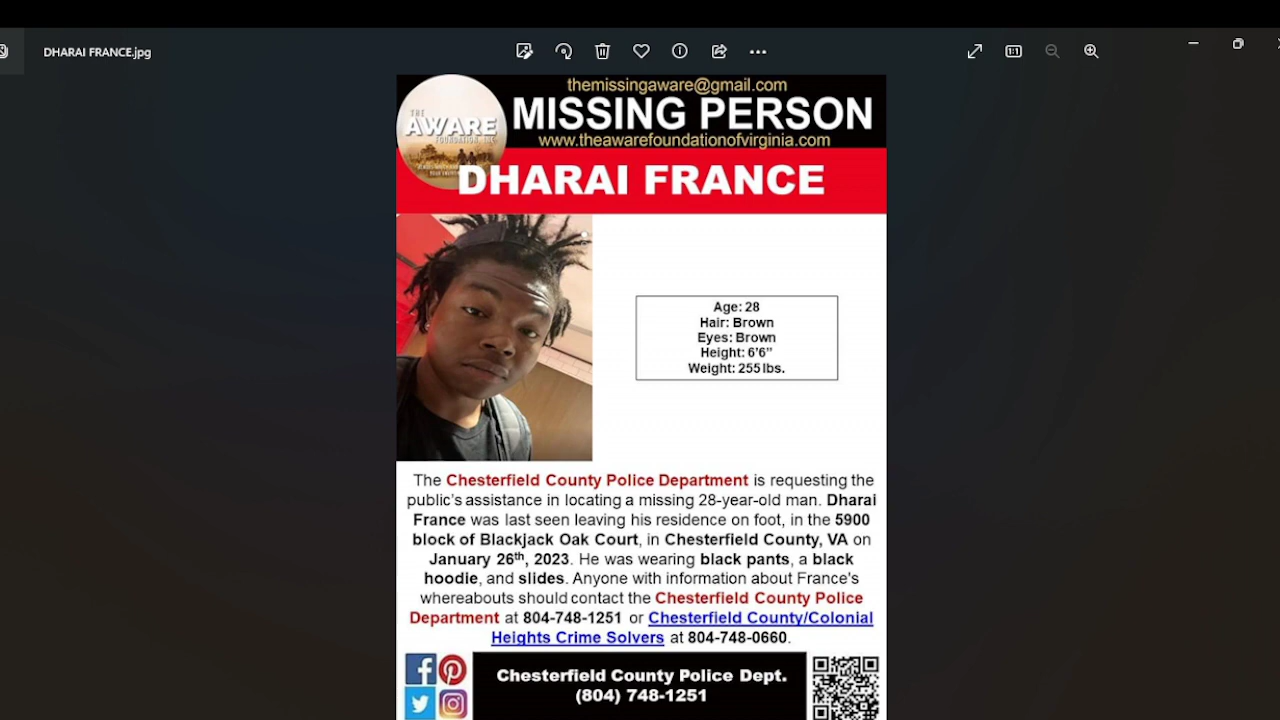 DHARAI FRANCE.jpg
themissingaware@gmail.com
THE
AWARE
FOUNDATION, INC.
MISSING PERSON
www.theawarefoundationofvirginia.com
DHARAI FRANCE
Age: 28
Hair: Brown
Eyes: Brown
Height: 6'6”
Weight: 255 lbs.
The Chesterfield County Police Department is requesting the
public's assistance in locating a missing 28-year-old man. Dharai
France was last seen leaving his residence on foot, in the 5900
block of Blackjack Oak Court, in Chesterfield County, VA on
January 26th, 2023. He was wearing black pants, a black
hoodie, and slides. Anyone with information about France's
whereabouts should contact the Chesterfield County Police
Department at 804-748-1251 or Chesterfield County/Colonial
Heights Crime Solvers at 804-748-0660.
Chesterfield County Police Dept.
(804) 748-1251